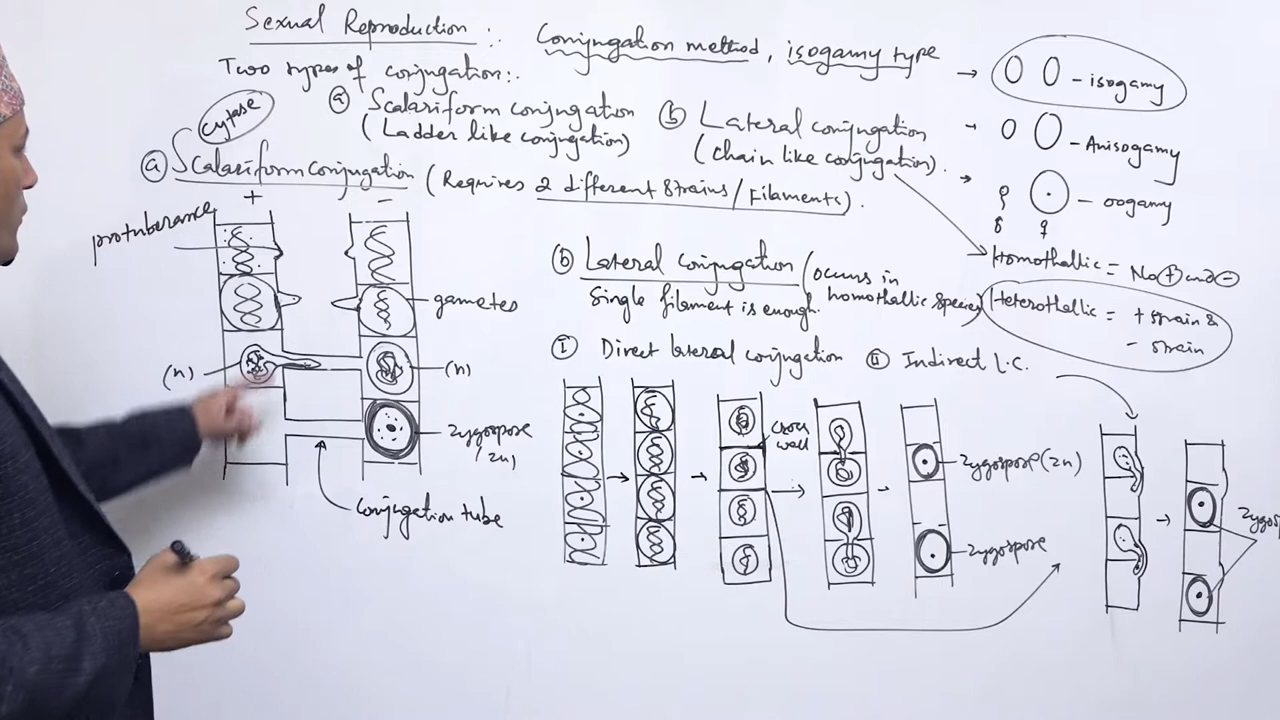 Sexual Reproduction :. Conjugation method, isogamy type
Two types of conjugation:.
→ isogamy
(a) Scalariform conjugation
(Ladder like conjugation)
(b) Lateral conjugation
(Chain like conjugation).
- Anisogamy
- oogamy
♀
Cytase
(a) Scalariform conjugation (Requires 2 different strains/Filaments).
+
-
protuberance
gametes
(n)
(n)
zygospore
(2n)
conjugation tube
Homothallic = No + and -
Heterothallic = + strain &
- strain
(b) Lateral conjugation (occurs in
homothallic species)
Single filament is enough.
(i) Direct lateral conjugation (ii) Indirect L.C.
cross
wall
zygospore (2n)
zygospore
zygosp